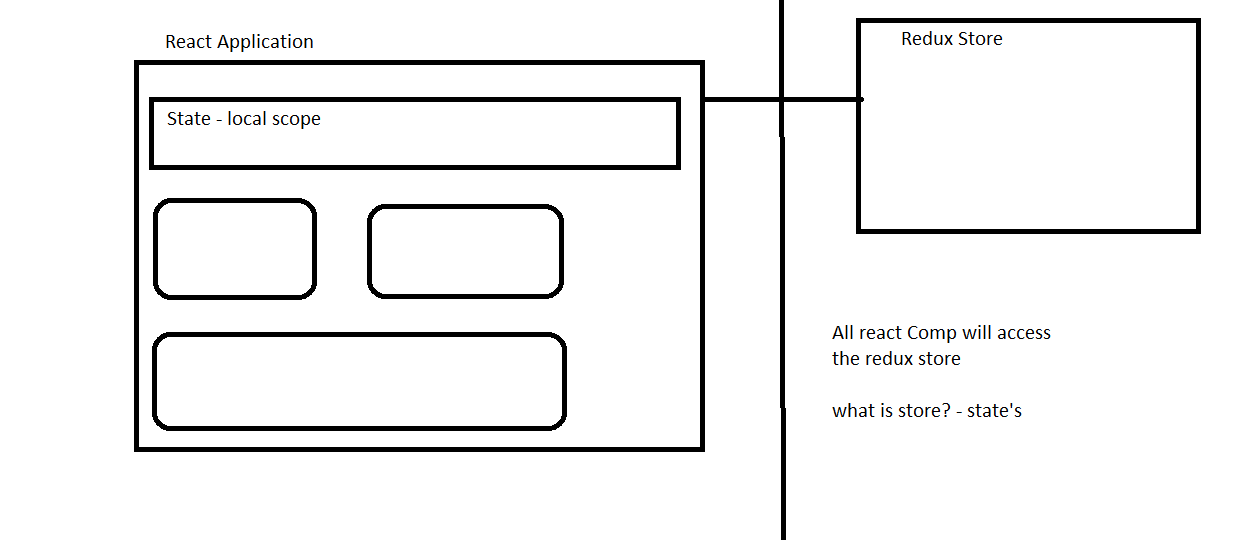 React Application
State - local scope
Redux Store
All react Comp will access
the redux store
what is store? - state's